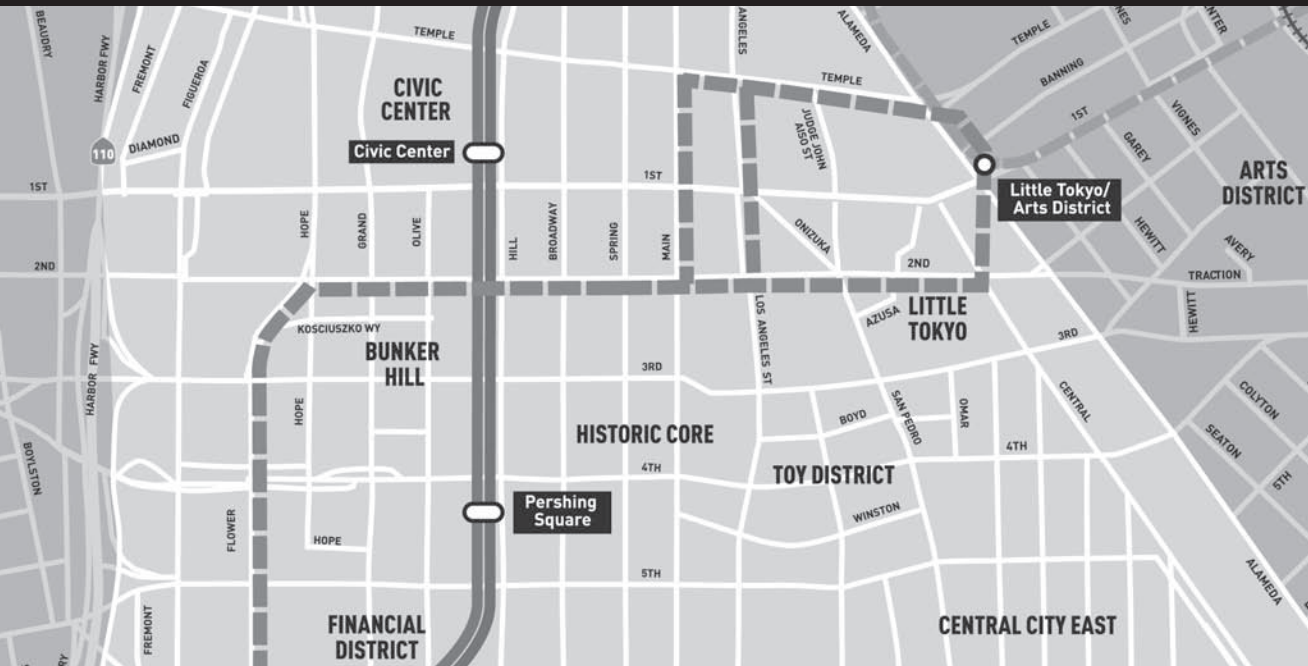 BEAUDRY
HARBOR FWY
FREMONT
FIGUEROA
TEMPLE
ANGELES
ALAMEDA
TEMPLE
BANNING
1ST
VIGNES
GAREY
CIVIC
CENTER
TEMPLE
JUDGE JOHN
AISO ST
110
DIAMOND
Civic Center
1ST
1ST
ARTS
DISTRICT
Little Tokyo/
Arts District
HOPE
GRAND
OLIVE
HILL
BROADWAY
SPRING
MAIN
ONIZUKA
HEWITT
AVERY
2ND
2ND
TRACTION
HEWITT
KOSCIUSZKO WY
LOS ANGELES ST
AZUSA
LITTLE
TOKYO
BUNKER
HILL
3RD
3RD
HARBOR FWY
HOPE
BOYD
SAN PEDRO
OMAR
CENTRAL
COLYTON
SEATON
HISTORIC CORE
4TH
4TH
BOYLSTON
TOY DISTRICT
5TH
Pershing
Square
WINSTON
FLOWER
HOPE
5TH
ALAMEDA
FREMONT
FINANCIAL
DISTRICT
CENTRAL CITY EAST